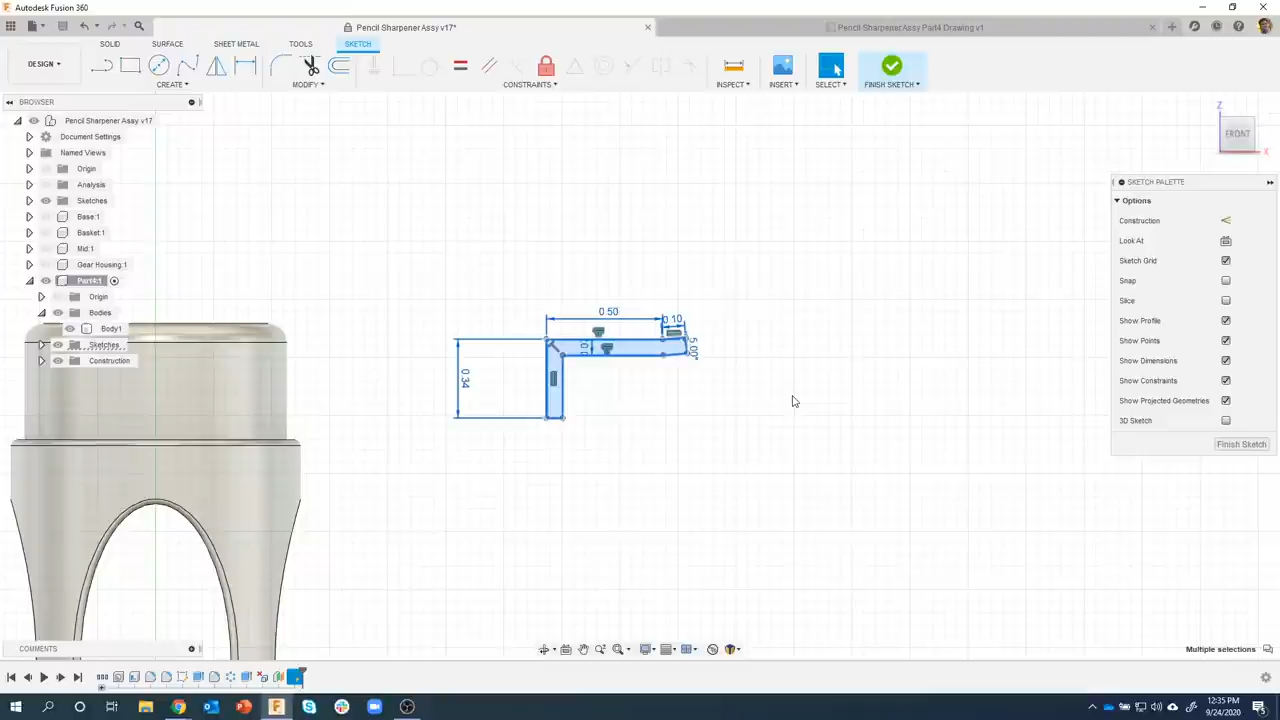 Autodesk Fusion 360
Pencil Sharpener Assy v17*
Pencil Sharpener Assy Part4 Drawing v1
DESIGN
SOLID
SURFACE
SHEET METAL
TOOLS
SKETCH
CREATE
MODIFY
CONSTRAINTS
INSPECT
INSERT
SELECT
FINISH SKETCH
BROWSER
Pencil Sharpener Assy v17
Document Settings
Named Views
Origin
Analysis
Sketches
Base:1
Basket:1
Mid:1
Gear Housing:1
Part4:1
Origin
Bodies
Body1
Sketches
Construction
0.50
0.10
5.00°
0.34
Z
FRONT
X
SKETCH PALETTE
Options
Construction
Look At
Sketch Grid
Snap
Slice
Show Profile
Show Points
Show Dimensions
Show Constraints
Show Projected Geometries
3D Sketch
Finish Sketch
COMMENTS
Multiple selections
12:35 PM
9/24/2020